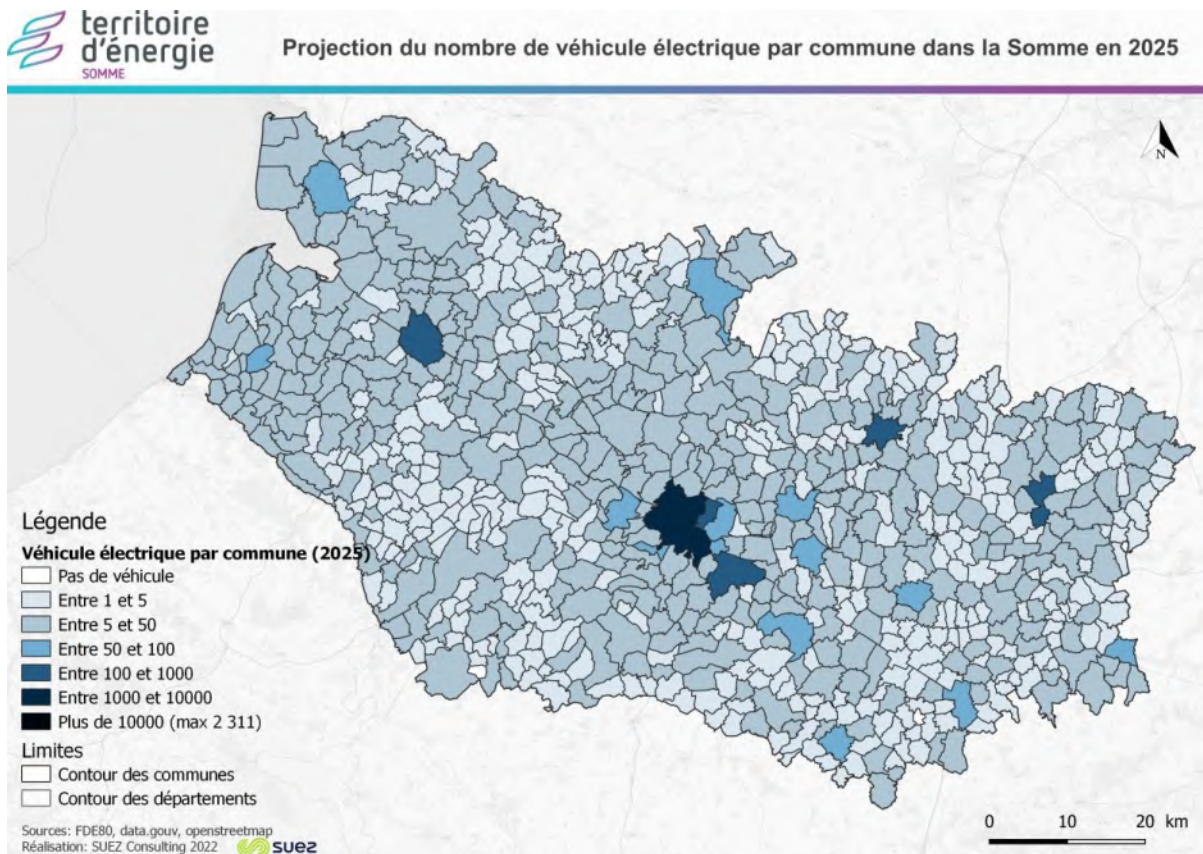 territoire
d'énergie
SOMME
Projection du nombre de véhicule électrique par commune dans la Somme en 2025
N
Légende
Véhicule électrique par commune (2025)
Pas de véhicule
Entre 1 et 5
Entre 5 et 50
Entre 50 et 100
Entre 100 et 1000
Entre 1000 et 10000
Plus de 10000 (max 2 311)
Limites
Contour des communes
Contour des départements
Sources: FDE80, data.gouv, openstreetmap
Réalisation: SUEZ Consulting 2022
suez
0 10 20 km